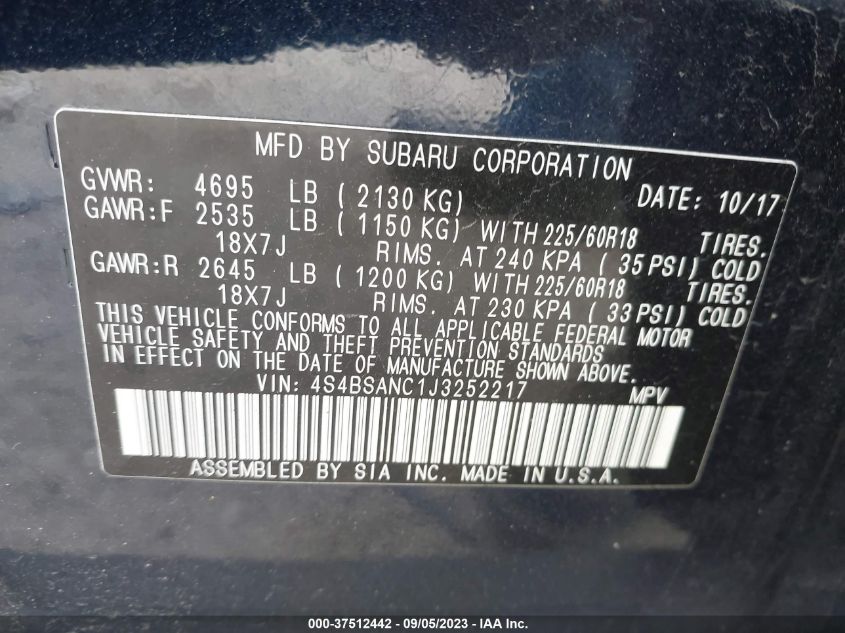 MFD BY SUBARU CORPORATION
GVWR: 4695 LB ( 2130 KG) DATE: 10/17
GAWR:F 2535 LB ( 1150 KG) WITH 225/60R18 TIRES.
18X7J RIMS. AT 240 KPA ( 35 PSI) COLD
GAWR:R 2645 LB ( 1200 KG) WITH 225/60R18 TIRES.
18X7J RIMS. AT 230 KPA ( 33 PSI) COLD
THIS VEHICLE CONFORMS TO ALL APPLICABLE FEDERAL MOTOR
VEHICLE SAFETY AND THEFT PREVENTION STANDARDS
IN EFFECT ON THE DATE OF MANUFACTURE SHOWN ABOVE.
VIN: 4S4BSANC1J3252217 MPV
ASSEMBLED BY SIA INC. MADE IN U.S.A.
000-37512442 - 09/05/2023 - IAA Inc.